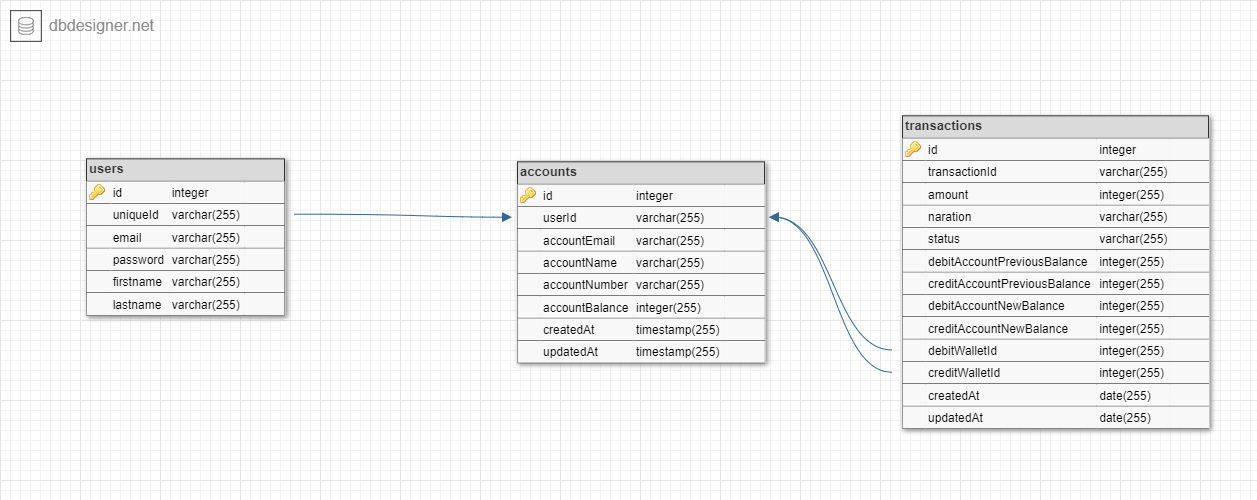 dbdesigner.net
users
id integer
uniqueId varchar(255)
email varchar(255)
password varchar(255)
firstname varchar(255)
lastname varchar(255)
accounts
id integer
userId varchar(255)
accountEmail varchar(255)
accountName varchar(255)
accountNumber varchar(255)
accountBalance integer(255)
createdAt timestamp(255)
updatedAt timestamp(255)
transactions
id integer
transactionId varchar(255)
amount integer(255)
naration varchar(255)
status varchar(255)
debitAccountPreviousBalance integer(255)
creditAccountPreviousBalance integer(255)
debitAccountNewBalance integer(255)
creditAccountNewBalance integer(255)
debitWalletId integer(255)
creditWalletId integer(255)
createdAt date(255)
updatedAt date(255)